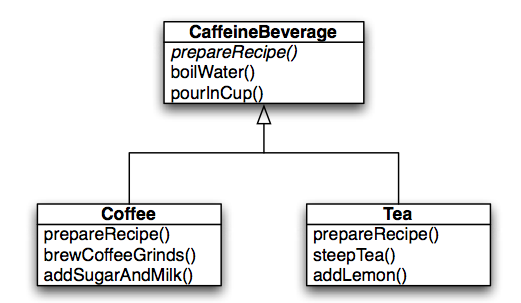 CaffeineBeverage
prepareRecipe()
boilWater()
pourInCup()
Coffee
prepareRecipe()
brewCoffeeGrinds()
addSugarAndMilk()
Tea
prepareRecipe()
steepTea()
addLemon()